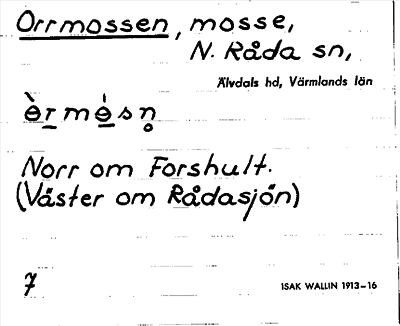 Orrmossen, mosse,
N. Råda sn,
Älvdals hd, Värmlands län
Norr om Forshult.
(Väster om Rådasjön)
7
ISAK WALLIN 1913–16